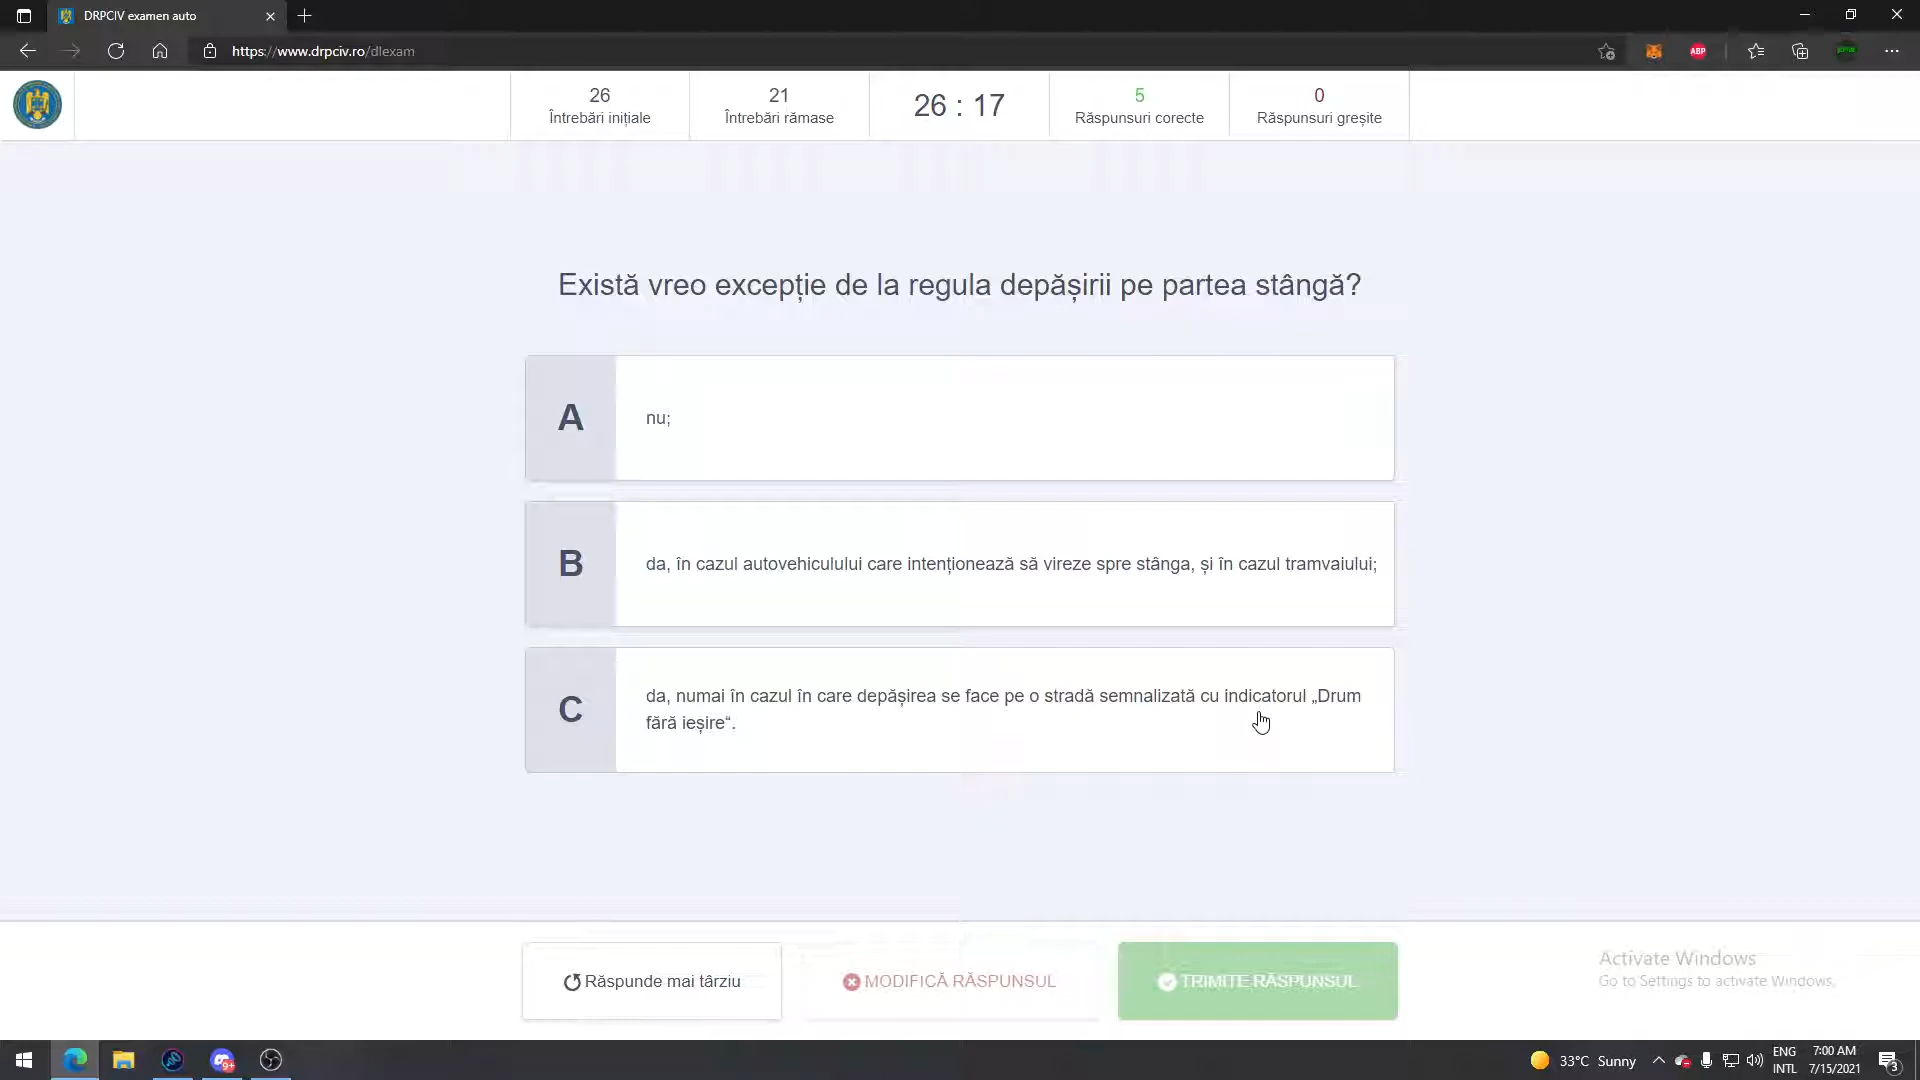 DRPCIV examen auto
https://www.drpciv.ro/dlexam
ABP
26
Întrebări inițiale
21
Întrebări rămase
26 : 17
5
Răspunsuri corecte
0
Răspunsuri greșite
Există vreo excepție de la regula depășirii pe partea stângă?
A
nu;
B
da, în cazul autovehiculului care intenționează să vireze spre stânga, și în cazul tramvaiului;
C
da, numai în cazul în care depășirea se face pe o stradă semnalizată cu indicatorul „Drum
fără ieșire“.
Răspunde mai târziu
MODIFICĂ RĂSPUNSUL
TRIMITE RĂSPUNSUL
Activate Windows
Go to Settings to activate Windows.
9+
33°C Sunny
ENG
INTL
7:00 AM
7/15/2021
3